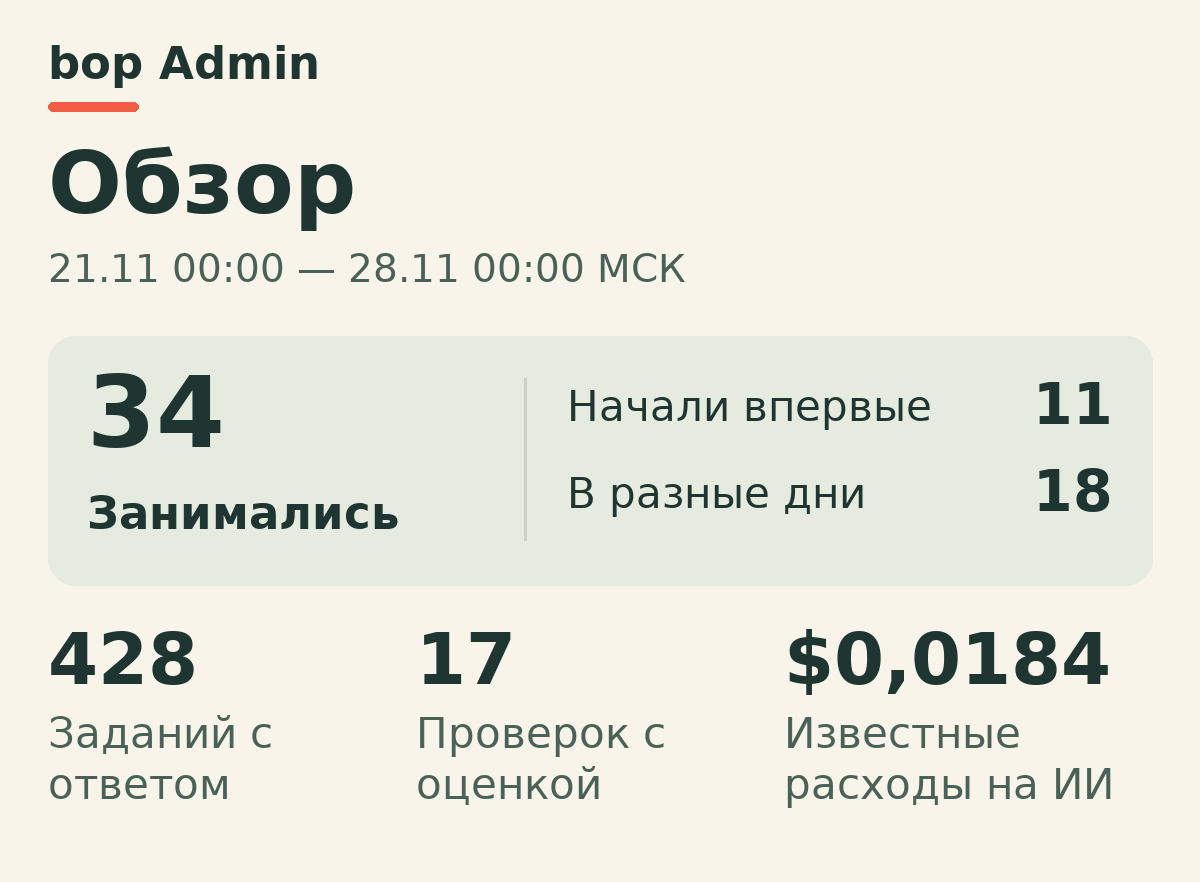 bop Admin
Обзор
21.11 00:00 — 28.11 00:00 МСК
34
Занимались
Начали впервые 11
В разные дни 18
428
Заданий с
ответом
17
Проверок с
оценкой
$0,0184
Известные
расходы на ИИ